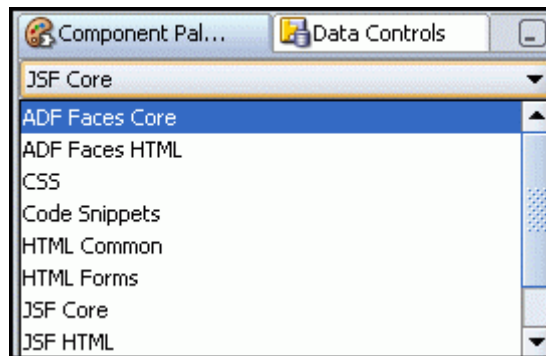 Component Pal... Data Controls
JSF Core
ADF Faces Core
ADF Faces HTML
CSS
Code Snippets
HTML Common
HTML Forms
JSF Core
JSF HTML